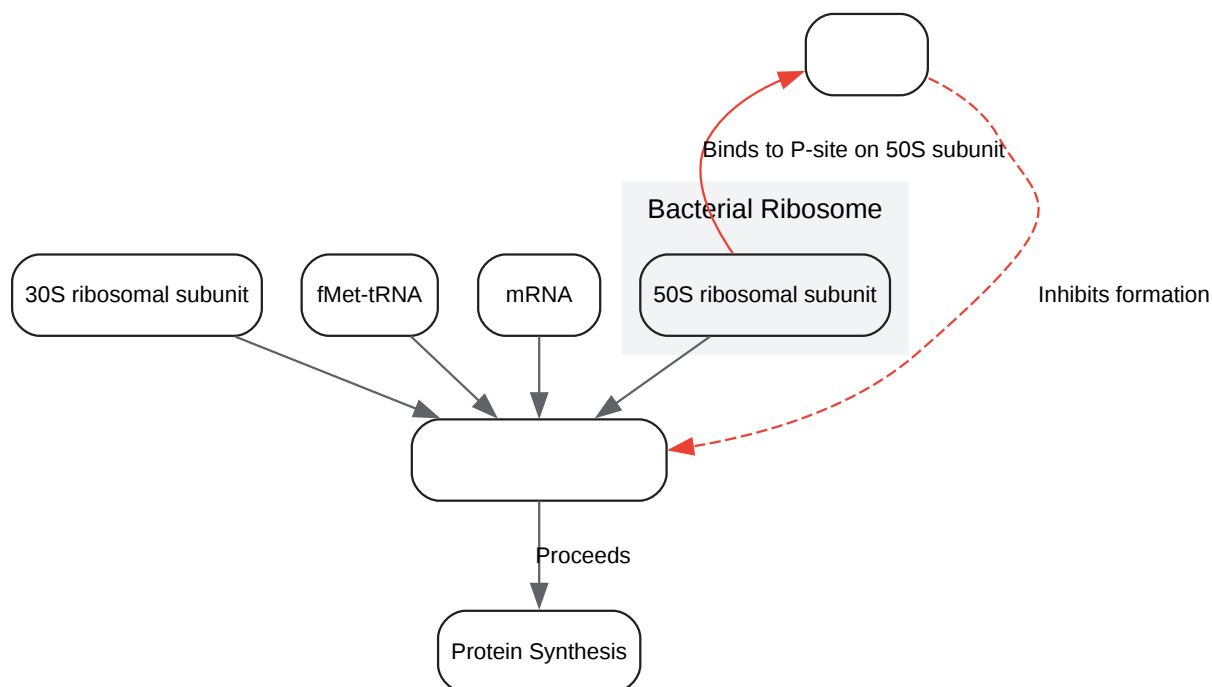 Binds to P-site on 50S subunit
Bacterial Ribosome
30S ribosomal subunit
fMet-tRNA
mRNA
50S ribosomal subunit
Inhibits formation
Proceeds
Protein Synthesis